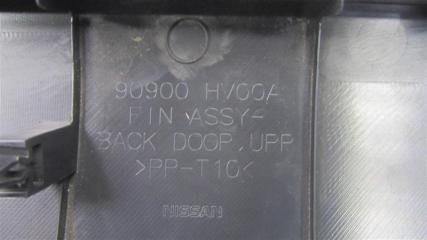 90900 HV00A
FIN ASSY-
BACK DOOR, UPP
>PP-T10<
NISSAN